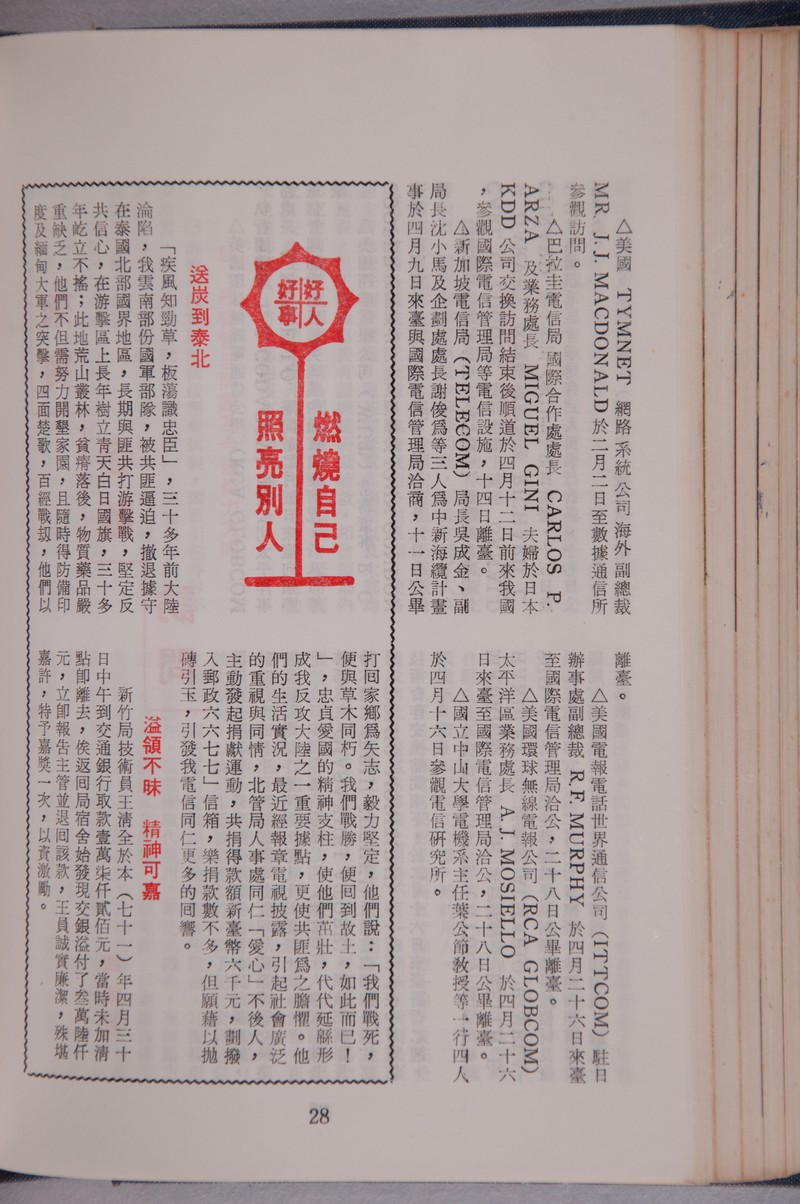 △美國 TYMNET 網路系統公司海外副總裁
MR. J.J. MACDONALD 於二月二日至數據通信所
參觀訪問。
△巴拉圭電信局國際合作處處長 CARLOS P.
ARZA 及業務處長 MIGUEL GINI 夫婦於日本
KDD 公司交換訪問結束後順道於四月十二日前來我國
，參觀國際電信管理局等電信設施，十四日離臺。
△新加坡電信局（TELECOM）局長吳成金、副
局長沈小馬及企劃處處長謝俊爲等三人爲中新海纜計畫
事於四月九日來臺與國際電信管理局洽商，十一日公畢
離臺。
△美國電報電話世界通信公司（ITTCOM）駐日
辦事處副總裁 R.F. MURPHY 於四月二十六日來臺
至國際電信管理局洽公，二十八日公畢離臺。
△美國環球無線電報公司（RCA GLOBCOM）
太平洋區業務處長 A.J. MOSIELLO 於四月二十六
日來臺至國際電信管理局洽公，二十八日公畢離臺。
△國立中山大學電機系主任葉公節教授等一行四人
於四月十六日參觀電信研究所。
好人
好事
燃燒自己
照亮別人
送炭到泰北
「疾風知勁草，板蕩識忠臣」，三十多年前大陸
淪陷，我雲南部份國軍部隊，被共匪逼迫，撤退據守
在泰國北部國界地區，長期與匪共打游擊戰，堅定反
共信心，在游擊區上長年樹立青天白日國旗，三十多
年屹立不搖；此地荒山叢林，貧瘠落後，物質藥品嚴
重缺乏，他們不但需努力開墾家園，且隨時得防備印
度及緬甸大軍之突擊，四面楚歌，百經戰刼，他們以
打回家鄉爲矢志，毅力堅定，他們說：「我們戰死，
便與草木同朽。我們戰勝，便回到故土，如此而已！
」，忠貞愛國的精神支柱，使他們茁壯，代代延緜形
成我反攻大陸之一重要據點，更使共匪爲之膽懼。他
們的生活實況，最近經報章電視披露，引起社會廣泛
的重視與同情，北管局人事處同仁「愛心」不後人，
主動發起捐獻運動，共捐得款額新臺幣六千元，劃撥
入郵政六六七七」信箱，樂捐款數不多，但願藉以拋
磚引玉，引發我電信同仁更多的回響。
溢領不昧 精神可嘉
新竹局技術員王淸全於本（七十一）年四月三十
日中午到交通銀行取款壹萬柒仟貳佰元，當時未加淸
點卽離去，俟返回局宿舍始發現交銀溢付了叁萬陸仟
元，立卽報告主管並退回該款，王員誠實廉潔，殊堪
嘉許，特予嘉獎一次，以資激勵。
28